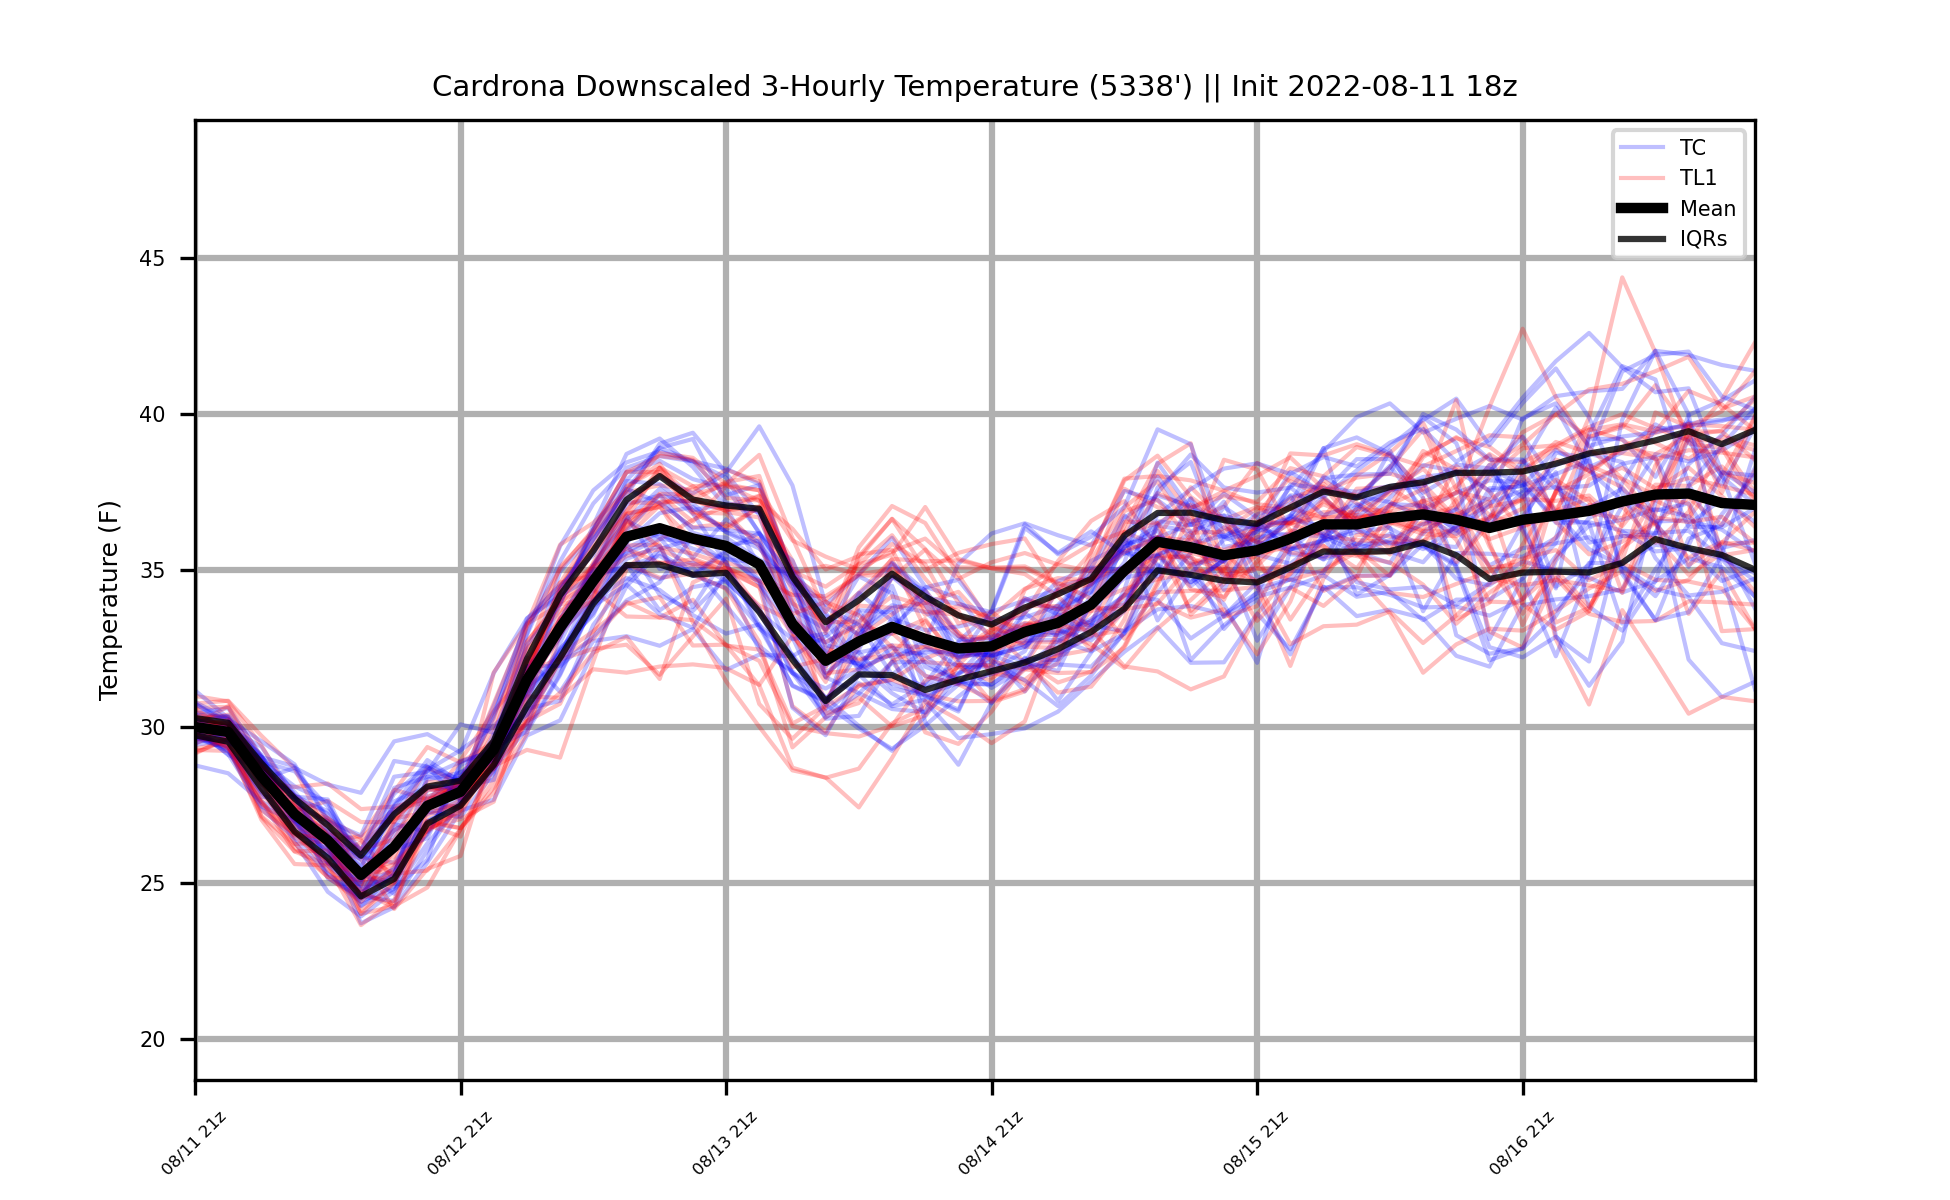 Cardrona Downscaled 3-Hourly Temperature (5338') || Init 2022-08-11 18z
TC
TL1
Mean
IQRs
Temperature (F)
45
40
35
30
25
20
08/11 21z
08/12 21z
08/13 21z
08/14 21z
08/15 21z
08/16 21z